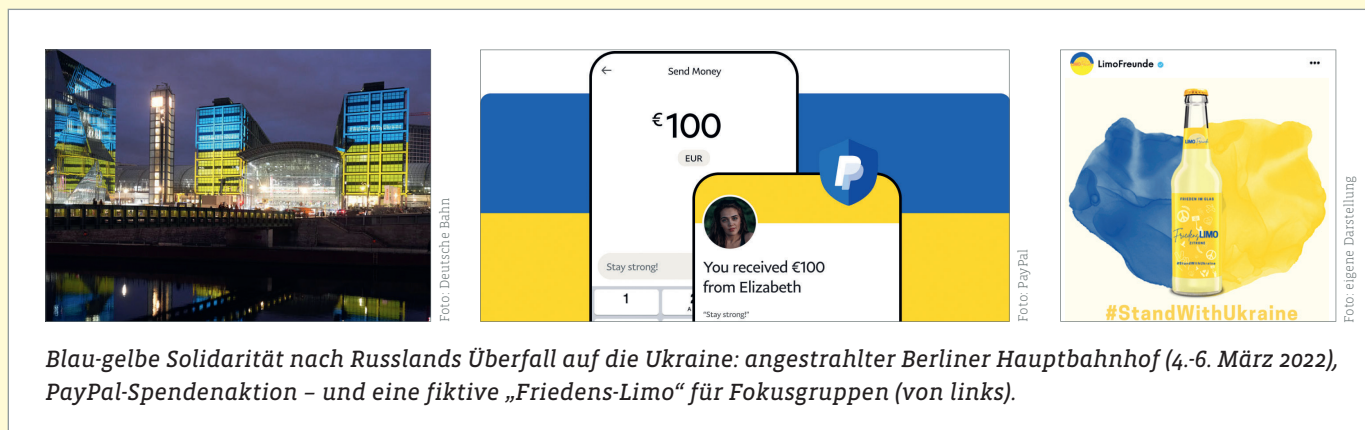 Foto: Deutsche Bahn
Send Money
€100
EUR
Stay strong!
1
You received €100
from Elizabeth
"Stay strong!"
Foto: PayPal
LimoFreunde
FRIEDEN IM GLAS
Friedens LIMO
#StandWithUkraine
Foto: eigene Darstellung
Blau-gelbe Solidarität nach Russlands Überfall auf die Ukraine: angestrahlter Berliner Hauptbahnhof (4.-6. März 2022),
PayPal-Spendenaktion – und eine fiktive „Friedens-Limo“ für Fokusgruppen (von links).